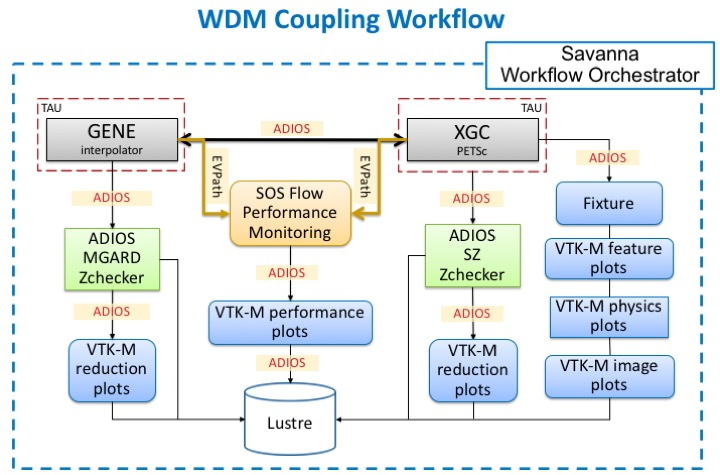 WDM Coupling Workflow
Savanna
Workflow Orchestrator
TAU
GENE
interpolator
ADIOS
TAU
XGC
PETSc
EVPath
EVPath
ADIOS
SOS Flow
Performance
Monitoring
ADIOS
ADIOS
Fixture
ADIOS
MGARD
Zchecker
ADIOS
SZ
Zchecker
VTK-M feature
plots
ADIOS
ADIOS
ADIOS
VTK-M performance
plots
VTK-M physics
plots
VTK-M
reduction
plots
ADIOS
VTK-M
reduction
plots
VTK-M image
plots
Lustre